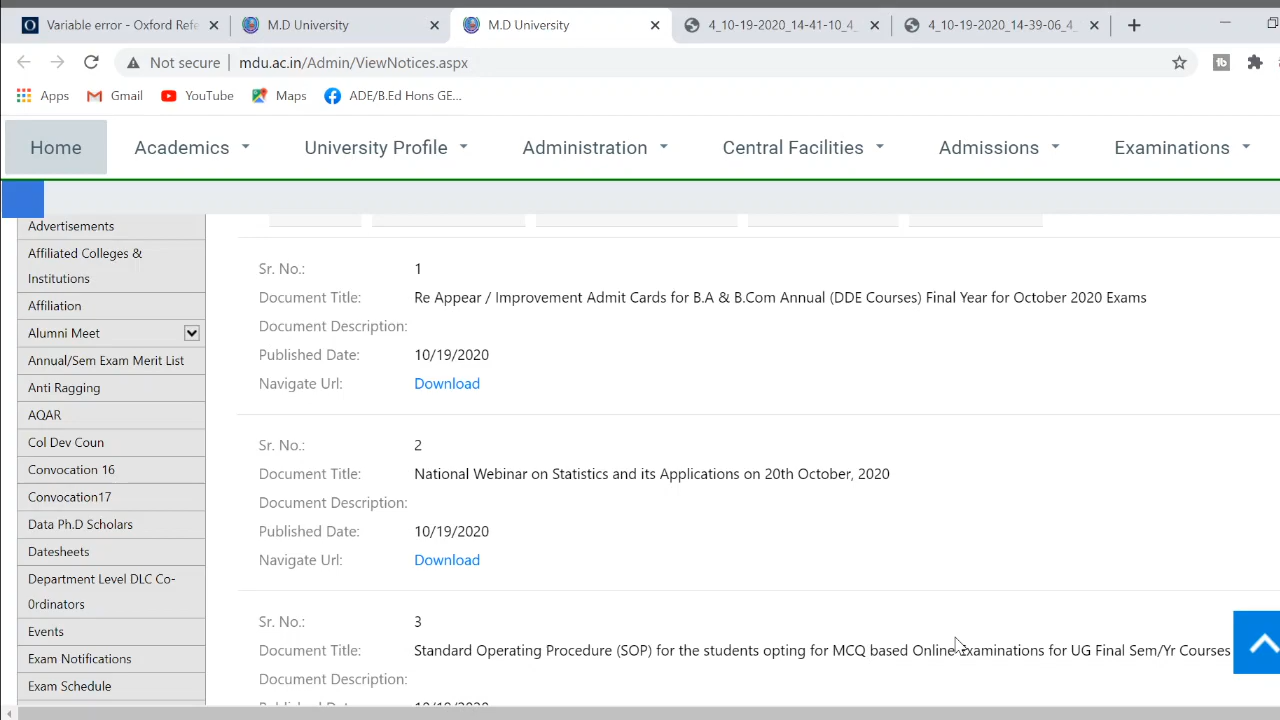 Variable error - Oxford Refe
M.D University
M.D University
4_10-19-2020_14-41-10_4_
4_10-19-2020_14-39-06_4_
Not secure
mdu.ac.in/Admin/ViewNotices.aspx
Apps
Gmail
YouTube
Maps
ADE/B.Ed Hons GE...
Home
Academics
University Profile
Administration
Central Facilities
Admissions
Examinations
Advertisements
Affiliated Colleges &
Institutions
Affiliation
Alumni Meet
Annual/Sem Exam Merit List
Anti Ragging
AQAR
Col Dev Coun
Convocation 16
Convocation17
Data Ph.D Scholars
Datesheets
Department Level DLC Co-
0rdinators
Events
Exam Notifications
Exam Schedule
Sr. No.: 1
Document Title: Re Appear / Improvement Admit Cards for B.A & B.Com Annual (DDE Courses) Final Year for October 2020 Exams
Document Description:
Published Date: 10/19/2020
Navigate Url: Download
Sr. No.: 2
Document Title: National Webinar on Statistics and its Applications on 20th October, 2020
Document Description:
Published Date: 10/19/2020
Navigate Url: Download
Sr. No.: 3
Document Title: Standard Operating Procedure (SOP) for the students opting for MCQ based Online Examinations for UG Final Sem/Yr Courses
Document Description:
Published Date: 10/19/2020